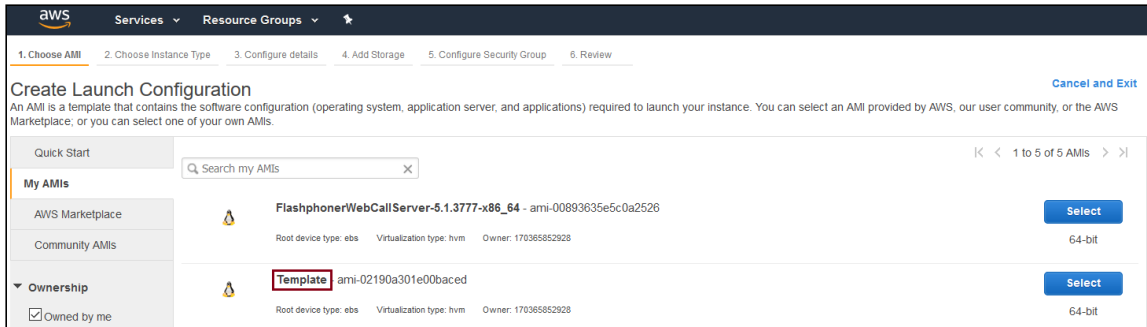 aws Services Resource Groups
1. Choose AMI 2. Choose Instance Type 3. Configure details 4. Add Storage 5. Configure Security Group 6. Review
Create Launch Configuration Cancel and Exit
An AMI is a template that contains the software configuration (operating system, application server, and applications) required to launch your instance. You can select an AMI provided by AWS, our user community, or the AWS
Marketplace; or you can select one of your own AMIs.
Quick Start
My AMIs
AWS Marketplace
Community AMIs
Ownership
Owned by me
Search my AMIs
1 to 5 of 5 AMIs
FlashphonerWebCallServer-5.1.3777-x86_64 - ami-00893635e5c0a2526
Select
Root device type: ebs Virtualization type: hvm Owner: 170365852928
64-bit
Template - ami-02190a301e00baced
Select
Root device type: ebs Virtualization type: hvm Owner: 170365852928
64-bit